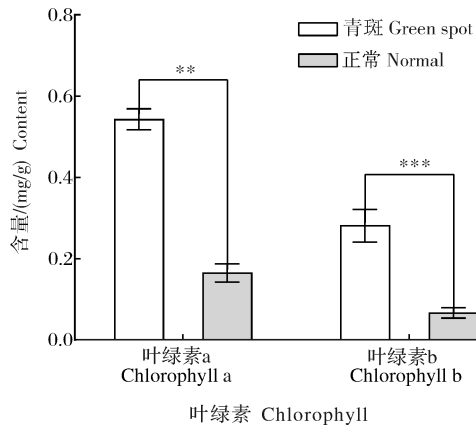 青斑 Green spot
正常 Normal
0.8
0.6
0.4
0.2
0.0
含量/(mg/g) Content
**
***
叶绿素a
Chlorophyll a
叶绿素b
Chlorophyll b
叶绿素 Chlorophyll